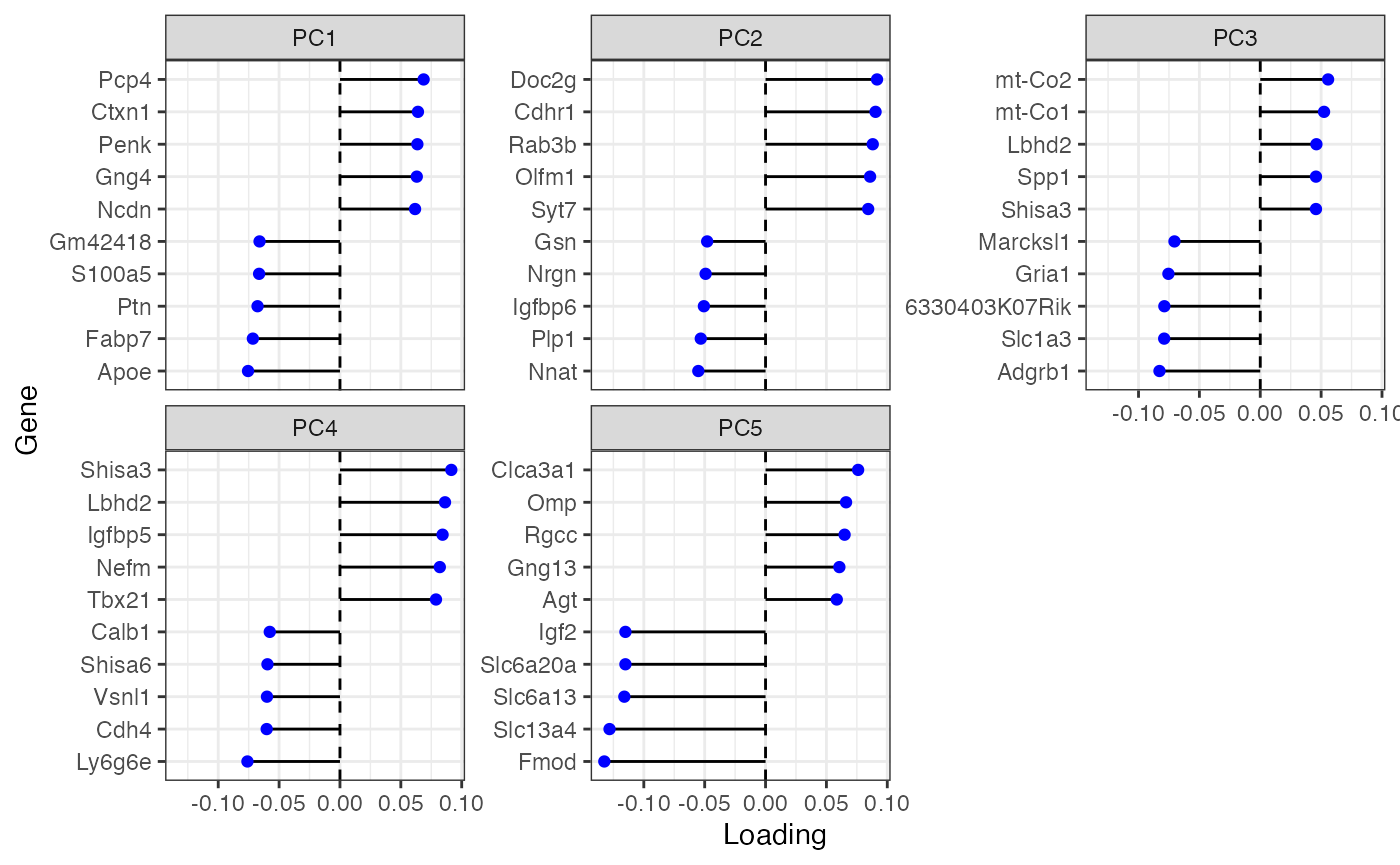 PC1
Pcp4
Ctxn1
Penk
Gng4
Ncdn
Gm42418
S100a5
Ptn
Fabp7
Apoe
PC2
Doc2g
Cdhr1
Rab3b
Olfm1
Syt7
Gsn
Nrgn
Igfbp6
Plp1
Nnat
PC3
mt-Co2
mt-Co1
Lbhd2
Spp1
Shisa3
Marcksl1
Gria1
6330403K07Rik
Slc1a3
Adgrb1
-0.10 -0.05 0.00 0.05 0.10
Gene
PC4
Shisa3
Lbhd2
Igfbp5
Nefm
Tbx21
Calb1
Shisa6
Vsnl1
Cdh4
Ly6g6e
-0.10 -0.05 0.00 0.05 0.10
PC5
Clca3a1
Omp
Rgcc
Gng13
Agt
Igf2
Slc6a20a
Slc6a13
Slc13a4
Fmod
-0.10 -0.05 0.00 0.05 0.10
Loading